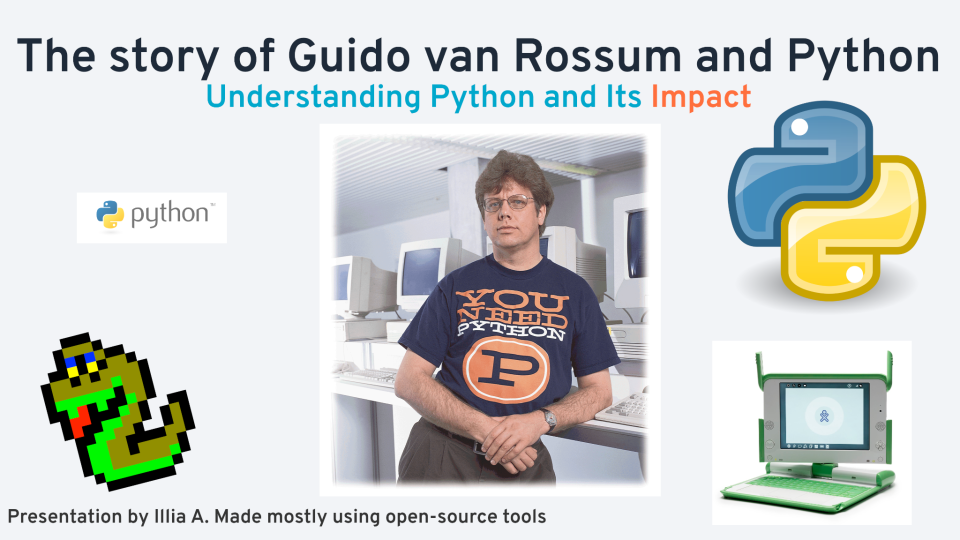 The story of Guido van Rossum and Python
Understanding Python and Its Impact
python™
YOU
NEED
PYTHON
P
Presentation by Illia A. Made mostly using open-source tools